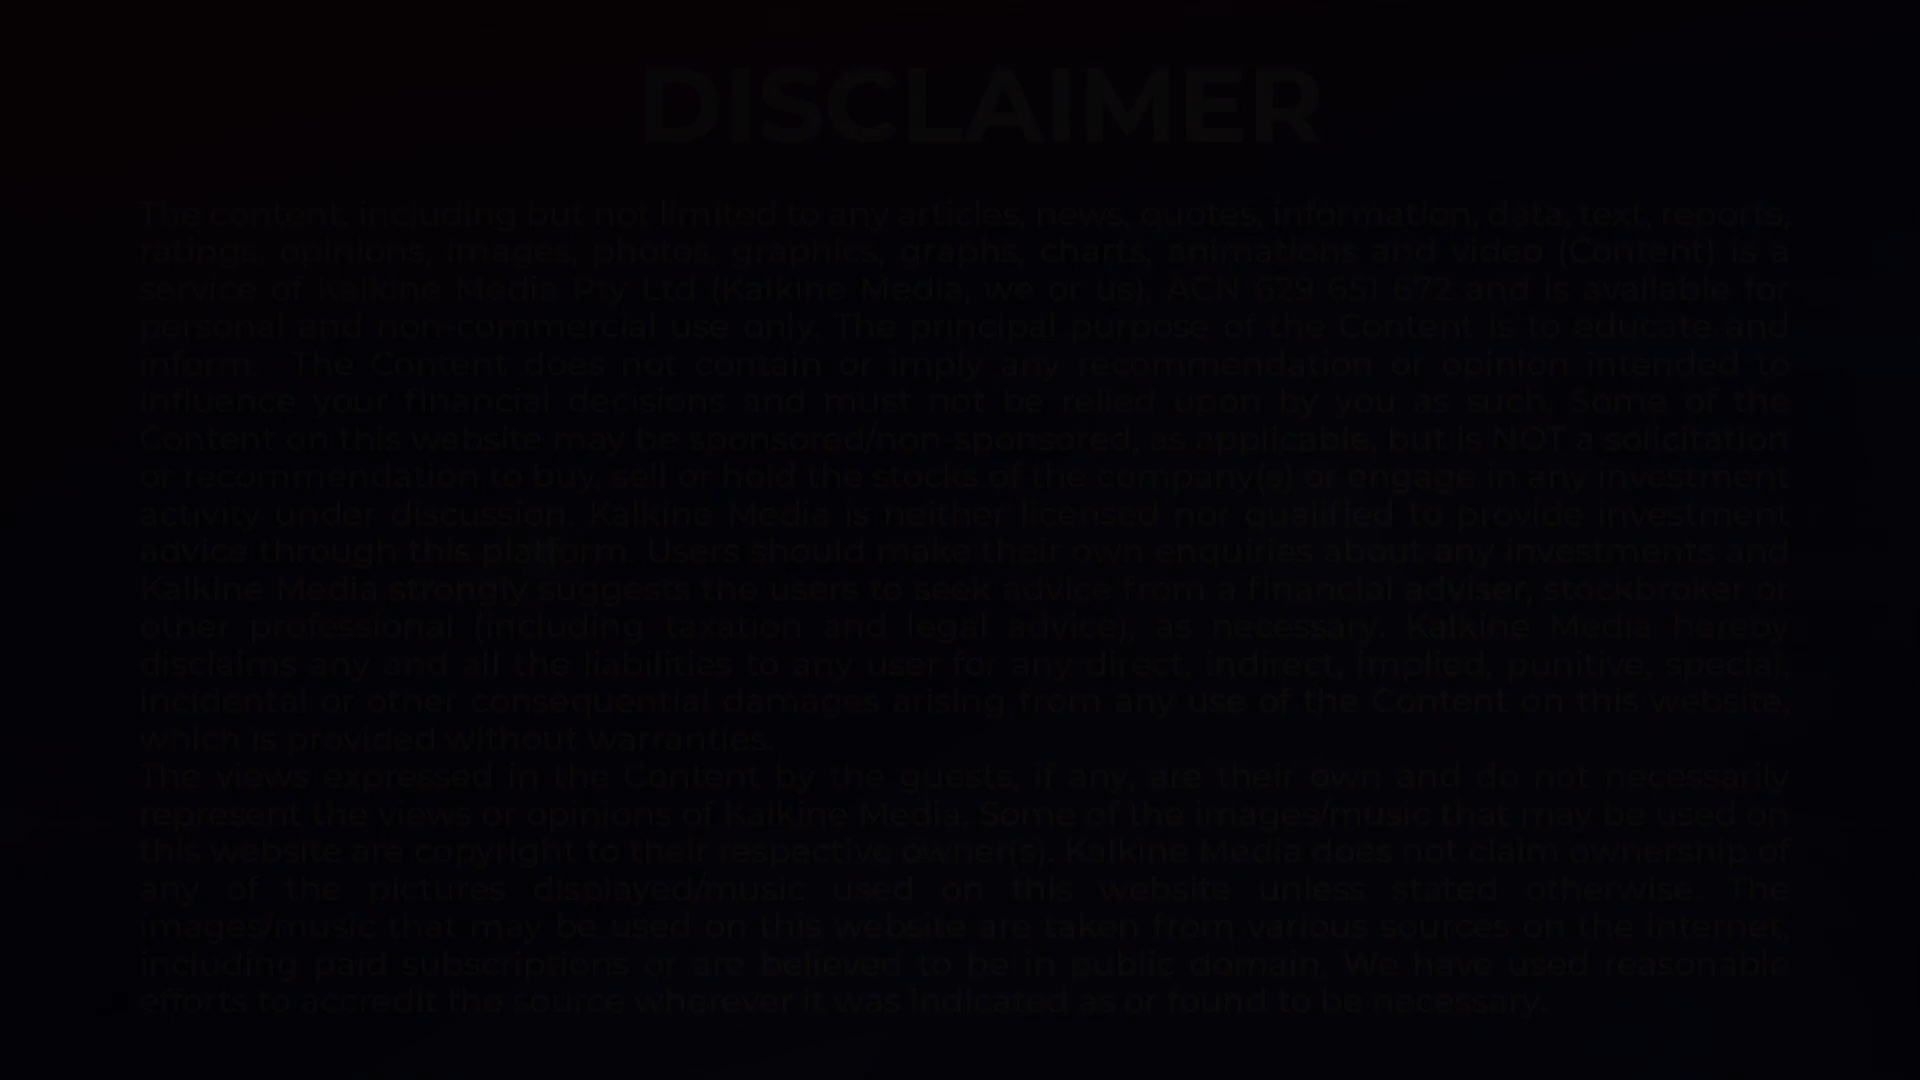 DISCLAIMER
The content, including but not limited to any articles, news, quotes, information, data, text, reports,
ratings, opinions, images, photos, graphics, graphs, charts, animations and video (Content) is a
service of Kalkine Media Pty Ltd (Kalkine Media, we or us), ACN 629 651 672 and is available for
personal and non-commercial use only. The principal purpose of the Content is to educate and
inform. The Content does not contain or imply any recommendation or opinion intended to
influence your financial decisions and must not be relied upon by you as such. Some of the
Content on this website may be sponsored/non-sponsored, as applicable, but is NOT a solicitation
or recommendation to buy, sell or hold the stocks of the company(s) or engage in any investment
activity under discussion. Kalkine Media is neither licensed nor qualified to provide investment
advice through this platform. Users should make their own enquiries about any investments and
Kalkine Media strongly suggests the users to seek advice from a financial adviser, stockbroker or
other professional (including taxation and legal advice), as necessary. Kalkine Media hereby
disclaims any and all the liabilities to any user for any direct, indirect, implied, punitive, special,
incidental or other consequential damages arising from any use of the Content on this website,
which is provided without warranties.
The views expressed in the Content by the guests, if any, are their own and do not necessarily
represent the views or opinions of Kalkine Media. Some of the images/music that may be used on
this website are copyright to their respective owner(s). Kalkine Media does not claim ownership of
any of the pictures displayed/music used on this website unless stated otherwise. The
images/music that may be used on this website are taken from various sources on the internet,
including paid subscriptions or are believed to be in public domain. We have used reasonable
efforts to accredit the source wherever it was indicated as or found to be necessary.